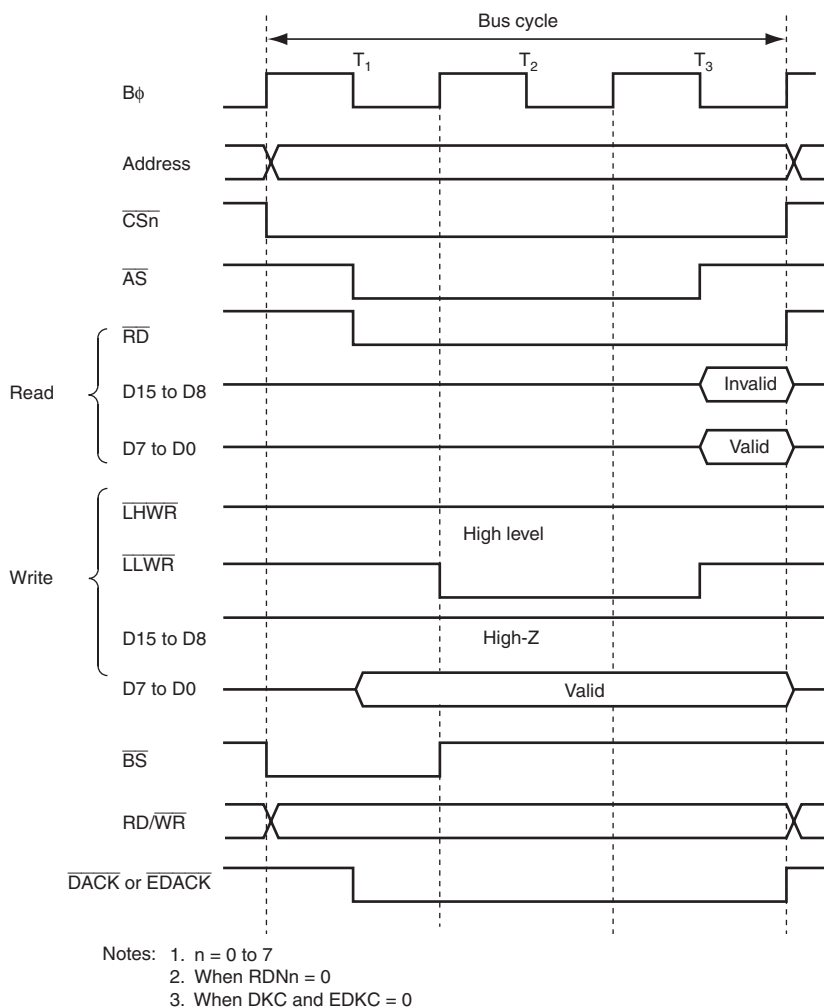 Bus cycle
T1 T2 T3
Bφ
Address
CSn
AS
RD
Read
D15 to D8 Invalid
D7 to D0 Valid
LHWR
High level
Write
LLWR
D15 to D8 High-Z
D7 to D0 Valid
BS
RD/WR
DACK or EDACK
Notes: 1. n = 0 to 7
2. When RDNn = 0
3. When DKC and EDKC = 0